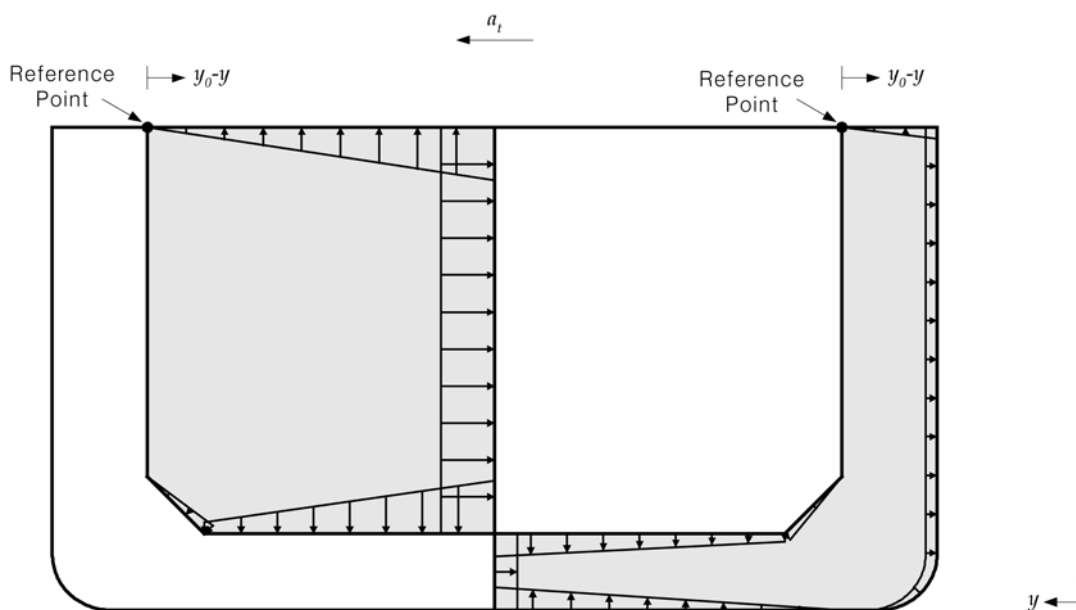 a_t
Reference
Point
y_0-y
Reference
Point
y_0-y
y